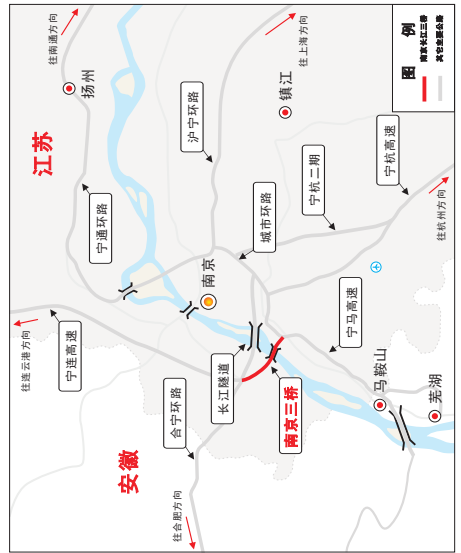 往南通方向
扬州
江苏
宁通环路
沪宁环路
往上海方向
镇江
图 例
南京长江三桥
其它主要公路
宁杭高速
宁杭二期
城市环路
往杭州方向
南京
宁马高速
往连云港方向
宁连高速
长江隧道
南京三桥
合宁环路
安徽
往合肥方向
马鞍山
芜湖